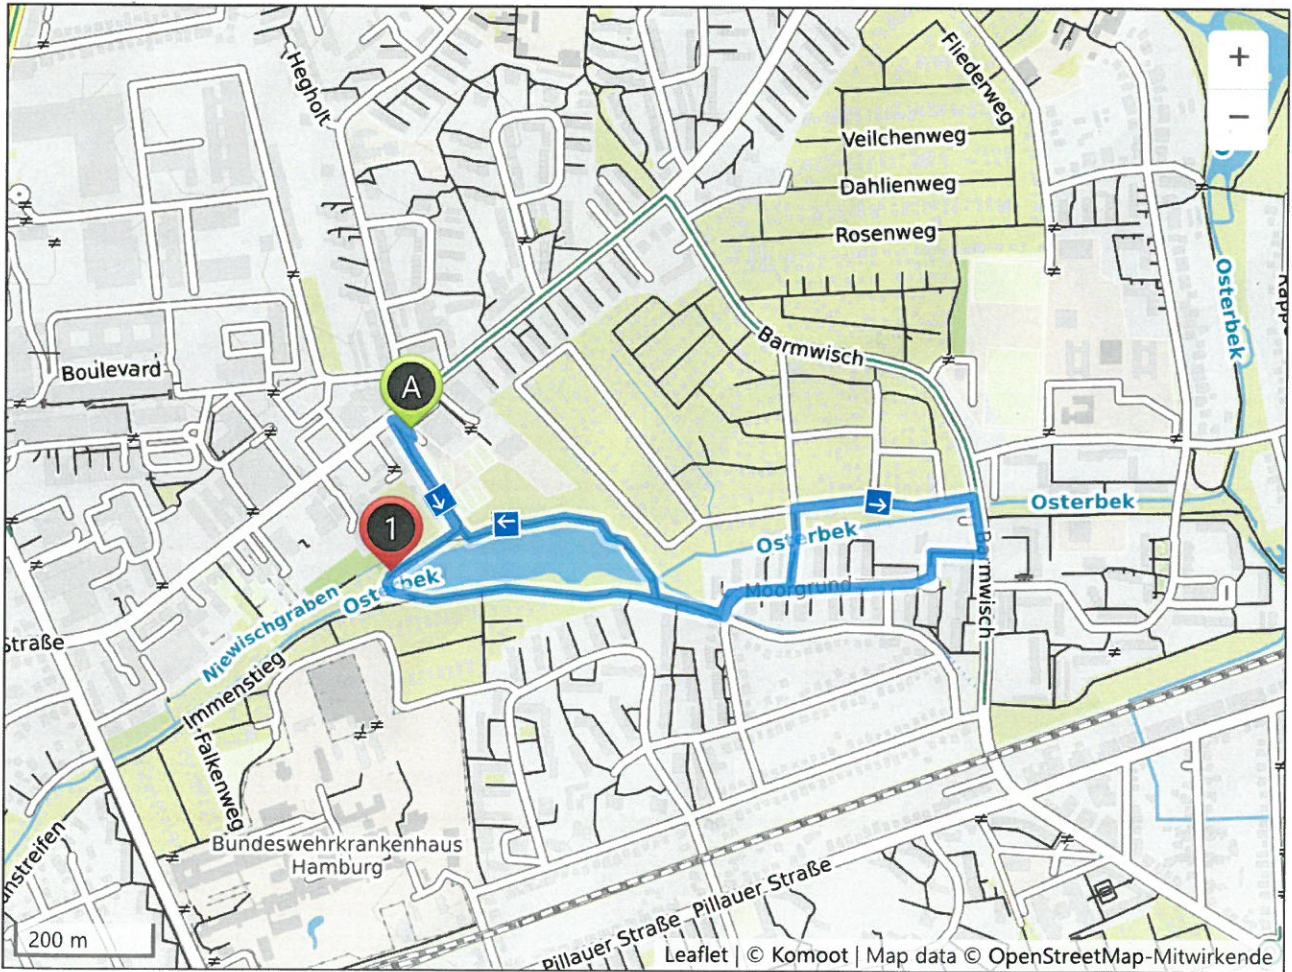 Hegholt
Fliederweg
+
−
Veilchenweg
Dahlienweg
Rosenweg
Osterbek
Barmwisch
Boulevard
A
1
Osterbek
Osterbek
Osterbek
Niewischgraben
Moorgrund
Barmwisch
Straße
Immenstieg
Falkenweg
Bundeswehrkrankenhaus
Hamburg
Pillauer Straße
Pillauer Straße
200 m
Leaflet | © Komoot | Map data © OpenStreetMap-Mitwirkende